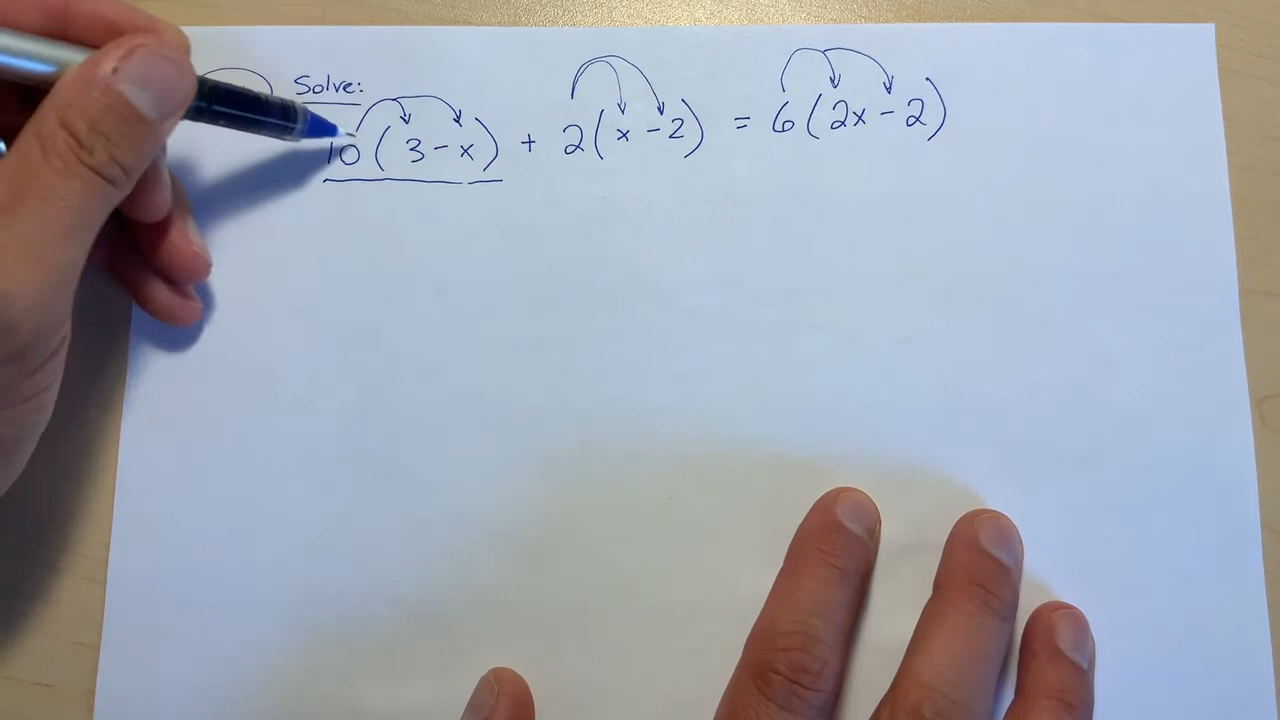 Solve:
10(3-x) + 2(x-2) = 6(2x-2)